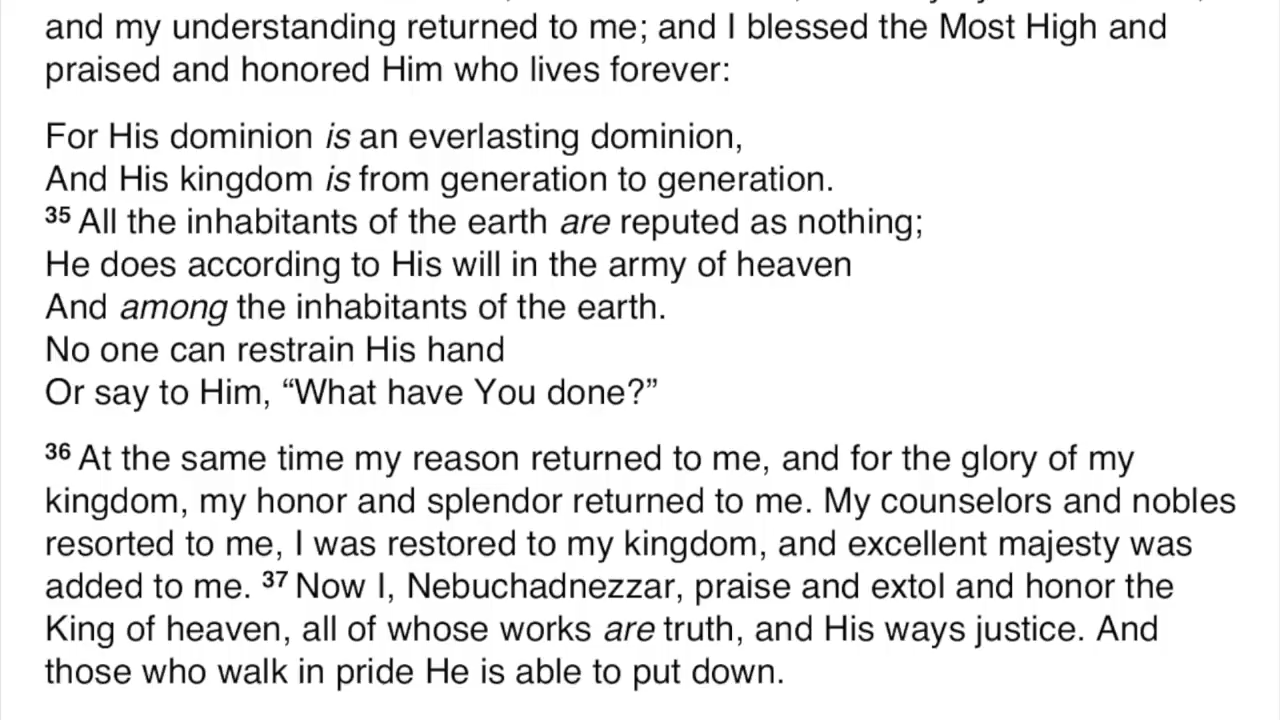 and my understanding returned to me; and I blessed the Most High and
praised and honored Him who lives forever:
For His dominion is an everlasting dominion,
And His kingdom is from generation to generation.
35 All the inhabitants of the earth are reputed as nothing;
He does according to His will in the army of heaven
And among the inhabitants of the earth.
No one can restrain His hand
Or say to Him, “What have You done?”
36 At the same time my reason returned to me, and for the glory of my
kingdom, my honor and splendor returned to me. My counselors and nobles
resorted to me, I was restored to my kingdom, and excellent majesty was
added to me. 37 Now I, Nebuchadnezzar, praise and extol and honor the
King of heaven, all of whose works are truth, and His ways justice. And
those who walk in pride He is able to put down.